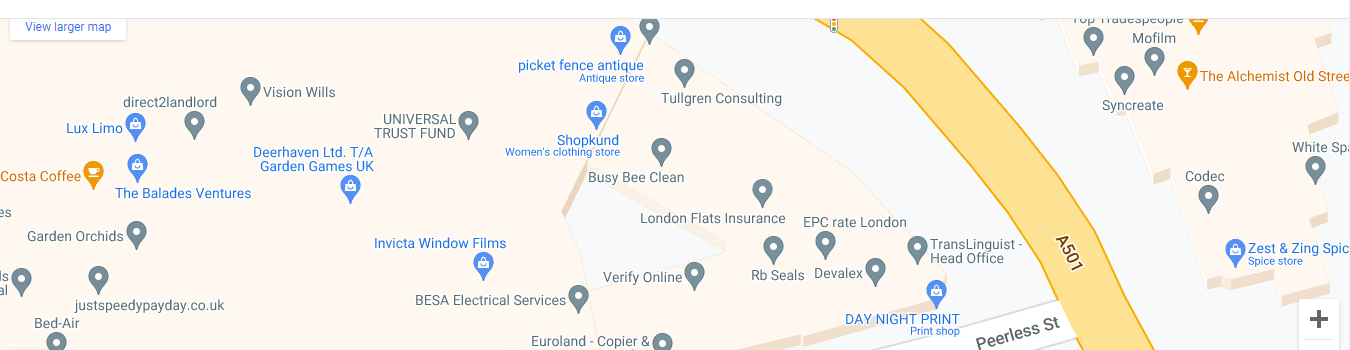 View larger map
Top Tradespeople
Mofilm
picket fence antique
Antique store
The Alchemist Old
Vision Wills
direct2landlord
Tullgren Consulting
Syncreate
UNIVERSAL
TRUST FUND
Lux Limo
Shopkund
Women's clothing store
Deerhaven Ltd. T/A
Garden Games UK
White
Costa Coffee
The Balades Ventures
Busy Bee Clean
Codec
London Flats Insurance
EPC rate London
Garden Orchids
Invicta Window Films
TransLinguist -
Head Office
A501
Zest & Zing
Spice store
Verify Online
Rb Seals
Devalex
justspeedypayday.co.uk
BESA Electrical Services
DAY NIGHT PRINT
Print shop
Peerless St
Bed-Air
Euroland - Copier &